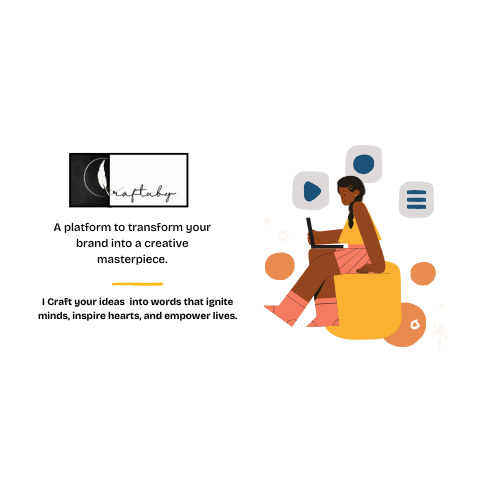 Craftuby
A platform to transform your
brand into a creative
masterpiece.
I Craft your ideas into words that ignite
minds, inspire hearts, and empower lives.